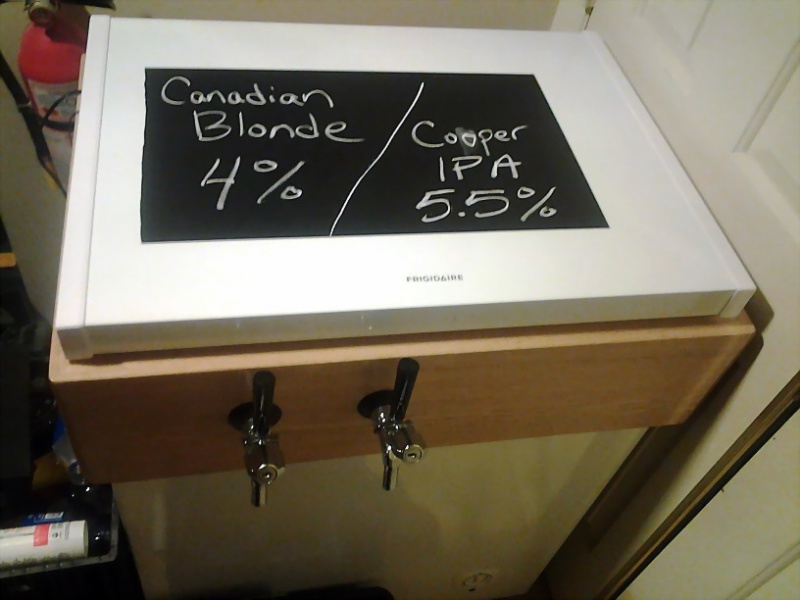 Canadian
Blonde
4%
Cooper
IPA
5.5%
FRIGIDAIRE